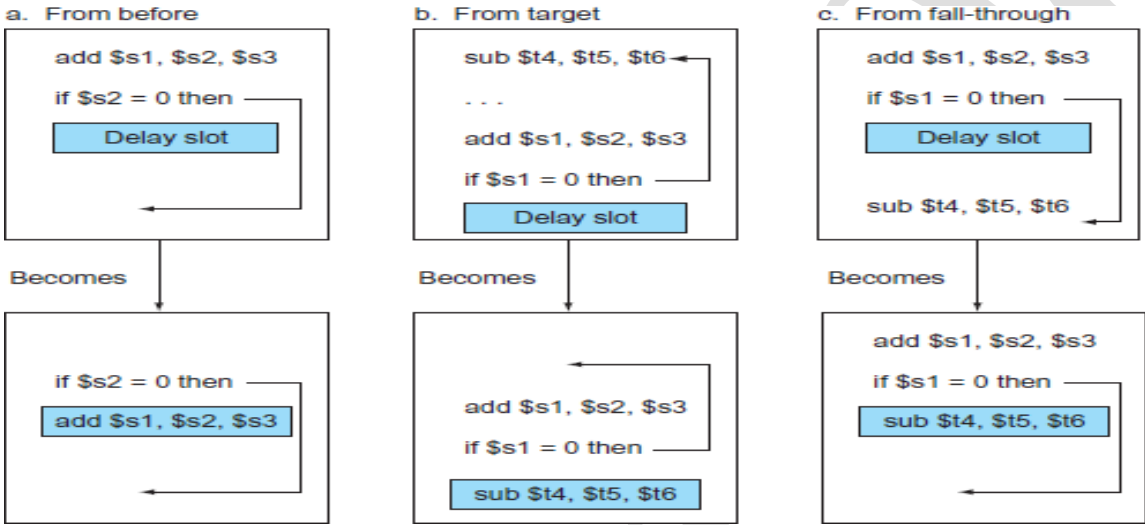 a. From before
add $s1, $s2, $s3
if $s2 = 0 then
Delay slot
Becomes
if $s2 = 0 then
add $s1, $s2, $s3
b. From target
sub $t4, $t5, $t6
. . .
add $s1, $s2, $s3
if $s1 = 0 then
Delay slot
Becomes
add $s1, $s2, $s3
if $s1 = 0 then
sub $t4, $t5, $t6
c. From fall-through
add $s1, $s2, $s3
if $s1 = 0 then
Delay slot
sub $t4, $t5, $t6
Becomes
add $s1, $s2, $s3
if $s1 = 0 then
sub $t4, $t5, $t6